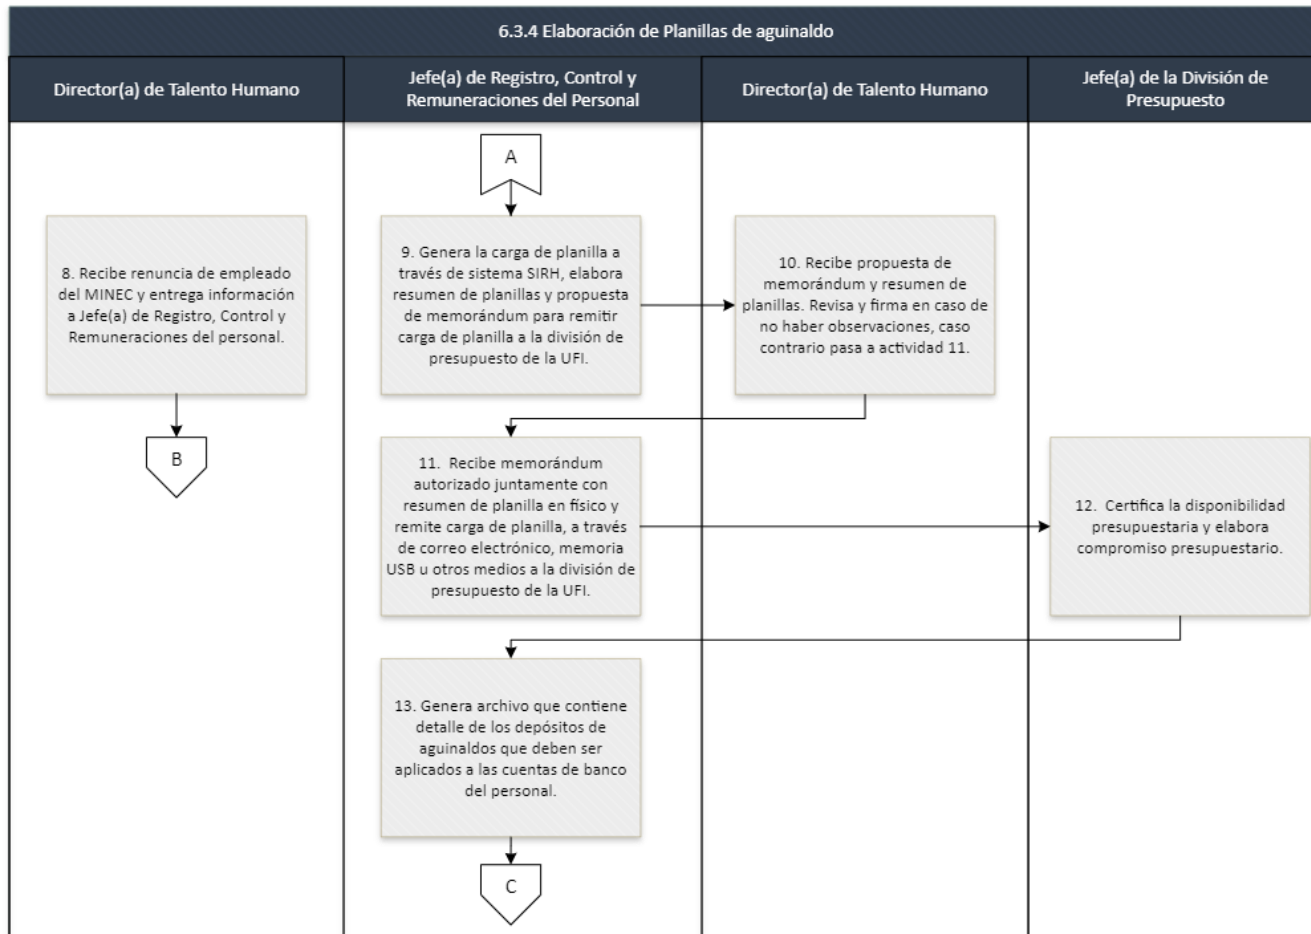 6.3.4 Elaboración de Planillas de aguinaldo
Director(a) de Talento Humano
Jefe(a) de Registro, Control y
Remuneraciones del Personal
Director(a) de Talento Humano
Jefe(a) de la División de
Presupuesto
A
8. Recibe renuncia de empleado
del MINEC y entrega información
a Jefe(a) de Registro, Control y
Remuneraciones del personal.
B
9. Genera la carga de planilla a
través de sistema SIRH, elabora
resumen de planillas y propuesta
de memorándum para remitir
carga de planilla a la división de
presupuesto de la UFI.
10. Recibe propuesta de
memorándum y resumen de
planillas. Revisa y firma en caso de
no haber observaciones, caso
contrario pasa a actividad 11.
11. Recibe memorándum
autorizado juntamente con
resumen de planilla en físico y
remite carga de planilla, a través
de correo electrónico, memoria
USB u otros medios a la división de
presupuesto de la UFI.
12. Certifica la disponibilidad
presupuestaria y elabora
compromiso presupuestario.
13. Genera archivo que contiene
detalle de los depósitos de
aguinaldos que deben ser
aplicados a las cuentas de banco
del personal.
C